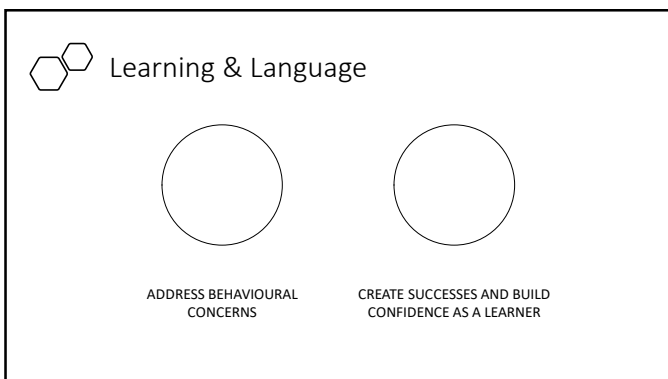 Learning & Language
ADDRESS BEHAVIOURAL
CONCERNS
CREATE SUCCESSES AND BUILD
CONFIDENCE AS A LEARNER